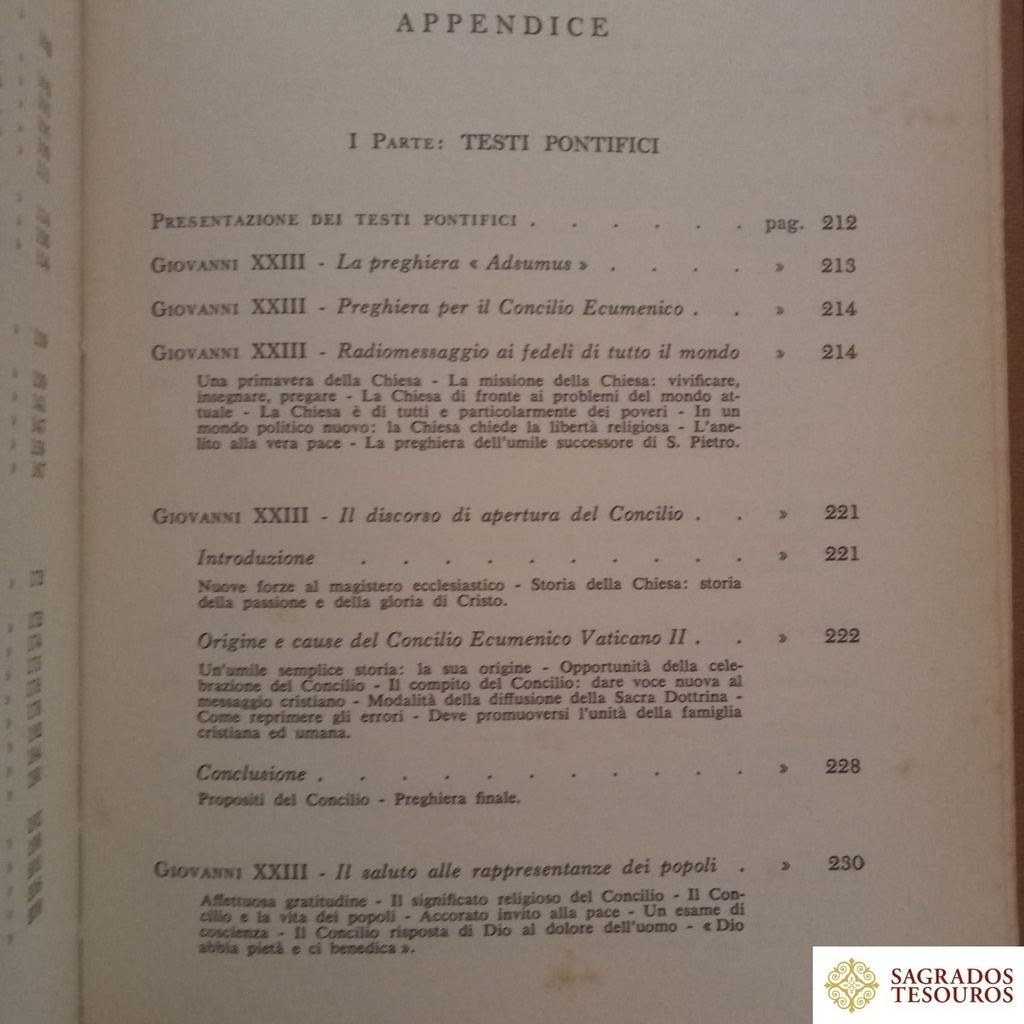 APPENDICE
I Parte: TESTI PONTIFICI
Presentazione dei testi pontifici . . . . . . pag. 212
Giovanni XXIII - La preghiera « Adsumus » . . . . » 213
Giovanni XXIII - Preghiera per il Concilio Ecumenico . . » 214
Giovanni XXIII - Radiomessaggio ai fedeli di tutto il mondo » 214
Una primavera della Chiesa - La missione della Chiesa: vivificare,
insegnare, pregare - La Chiesa di fronte ai problemi del mondo at-
tuale - La Chiesa è di tutti e particolarmente dei poveri - In un
mondo politico nuovo: la Chiesa chiede la libertà religiosa - L'ane-
lito alla vera pace - La preghiera dell'umile successore di S. Pietro.
Giovanni XXIII - Il discorso di apertura del Concilio . . » 221
Introduzione . . . . . . . . . . » 221
Nuove forze al magistero ecclesiastico - Storia della Chiesa: storia
della passione e della gloria di Cristo.
Origine e cause del Concilio Ecumenico Vaticano II . . » 222
Un'umile semplice storia: la sua origine - Opportunità della cele-
brazione del Concilio - Il compito del Concilio: dare voce nuova al
messaggio cristiano - Modalità della diffusione della Sacra Dottrina -
Come reprimere gli errori - Deve promuoversi l'unità della famiglia
cristiana ed umana.
Conclusione . . . . . . . . . . . » 228
Propositi del Concilio - Preghiera finale.
Giovanni XXIII - Il saluto alle rappresentanze dei popoli . » 230
Affettuosa gratitudine - Il significato religioso del Concilio - Il Con-
cilio e la vita dei popoli - Accorato invito alla pace - Un esame di
coscienza - Il Concilio risposta di Dio al dolore dell'uomo - « Dio
abbia pietà e ci benedica ».
SAGRADOS
TESOUROS